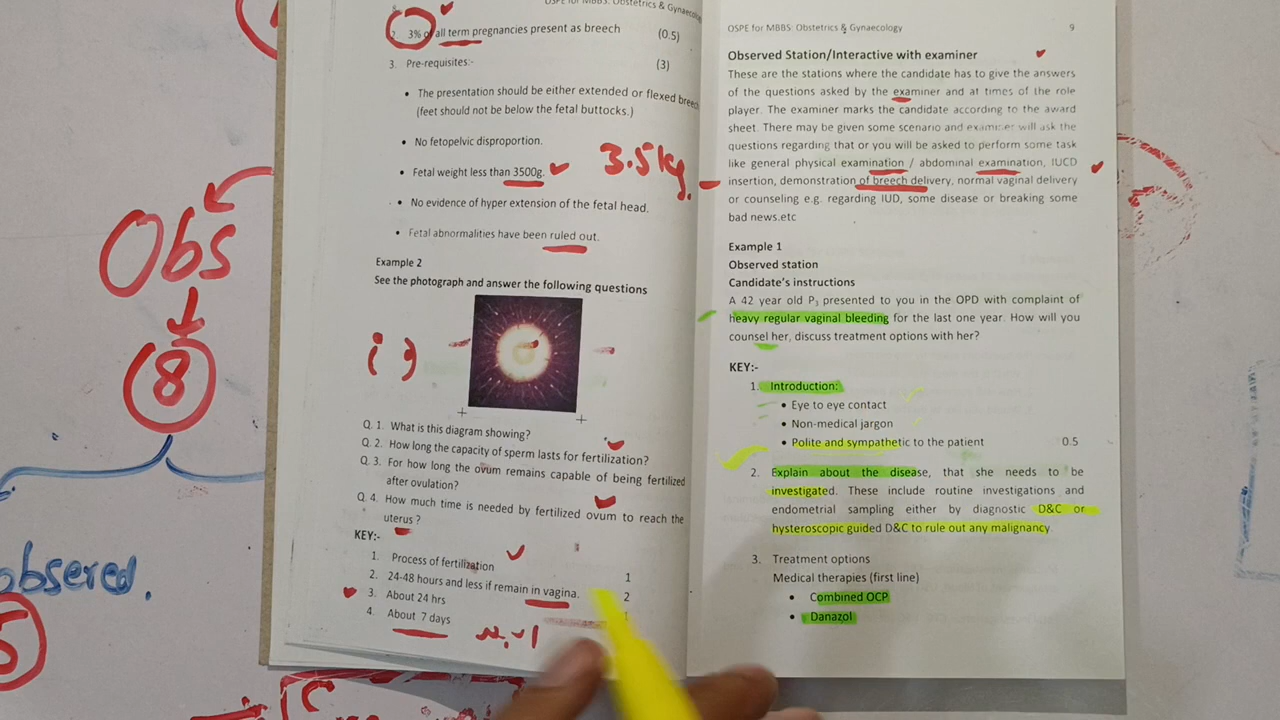 OSPE for MBBS: Obstetrics & Gynaecology
2. 3% of all term pregnancies present as breech (0.5)
3. Pre-requisites:- (3)
• The presentation should be either extended or flexed breech
(feet should not be below the fetal buttocks.)
• No fetopelvic disproportion.
• Fetal weight less than 3500g.
3.5kg.
• No evidence of hyper extension of the fetal head.
• Fetal abnormalities have been ruled out.
Example 2
See the photograph and answer the following questions
Q. 1. What is this diagram showing?
Q. 2. How long the capacity of sperm lasts for fertilization?
Q. 3. For how long the ovum remains capable of being fertilized
after ovulation?
Q. 4. How much time is needed by fertilized ovum to reach the
uterus ?
KEY:-
1. Process of fertilization 1
2. 24-48 hours and less if remain in vagina. 2
3. About 24 hrs
4. About 7 days 1
OSPE for MBBS: Obstetrics & Gynaecology 9
Observed Station/Interactive with examiner
These are the stations where the candidate has to give the answers
of the questions asked by the examiner and at times of the role
player. The examiner marks the candidate according to the award
sheet. There may be given some scenario and examiner will ask the
questions regarding that or you will be asked to perform some task
like general physical examination / abdominal examination, IUCD
insertion, demonstration of breech delivery, normal vaginal delivery
or counseling e.g. regarding IUD, some disease or breaking some
bad news.etc
Example 1
Observed station
Candidate's instructions
A 42 year old P3 presented to you in the OPD with complaint of
heavy regular vaginal bleeding for the last one year. How will you
counsel her, discuss treatment options with her?
KEY:-
1. Introduction:
• Eye to eye contact
• Non-medical jargon
• Polite and sympathetic to the patient 0.5
2. Explain about the disease, that she needs to be
investigated. These include routine investigations and
endometrial sampling either by diagnostic D&C or
hysteroscopic guided D&C to rule out any malignancy.
3. Treatment options
Medical therapies (first line)
• Combined OCP
• Danazol
Obs
8
obsered.
5